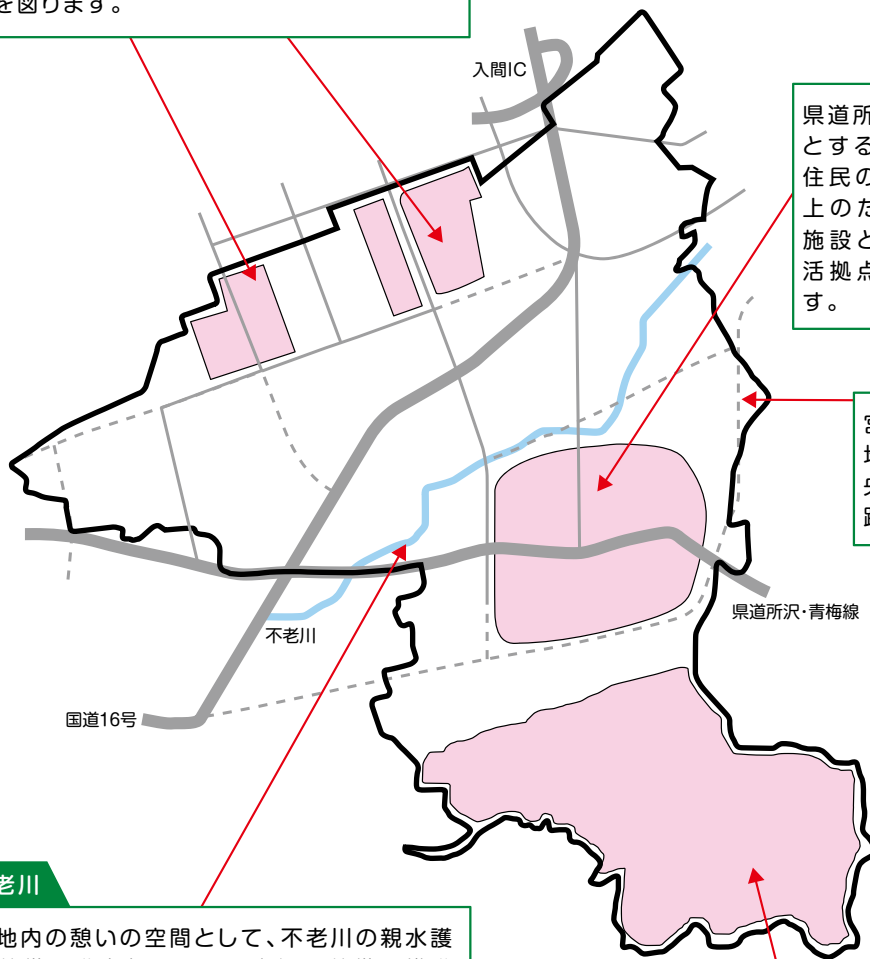 を図ります。
入間IC
県道所
とする
住民の
上のた
施設と
活拠点
す。
県道所沢・青梅線
不老川
国道16号
老川
地内の憩いの空間として、不老川の親水護